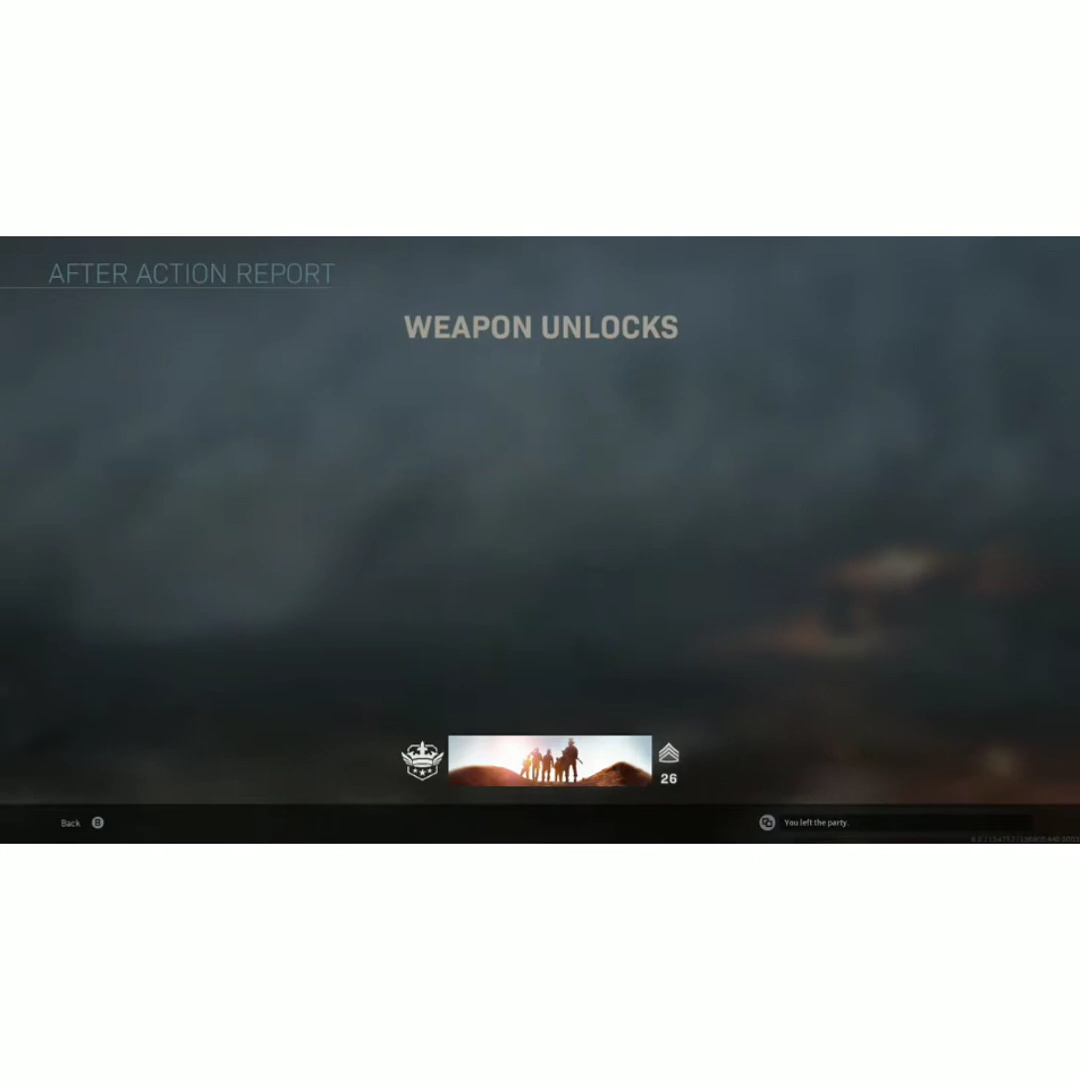 AFTER ACTION REPORT
WEAPON UNLOCKS
26
Back B
You left the party.